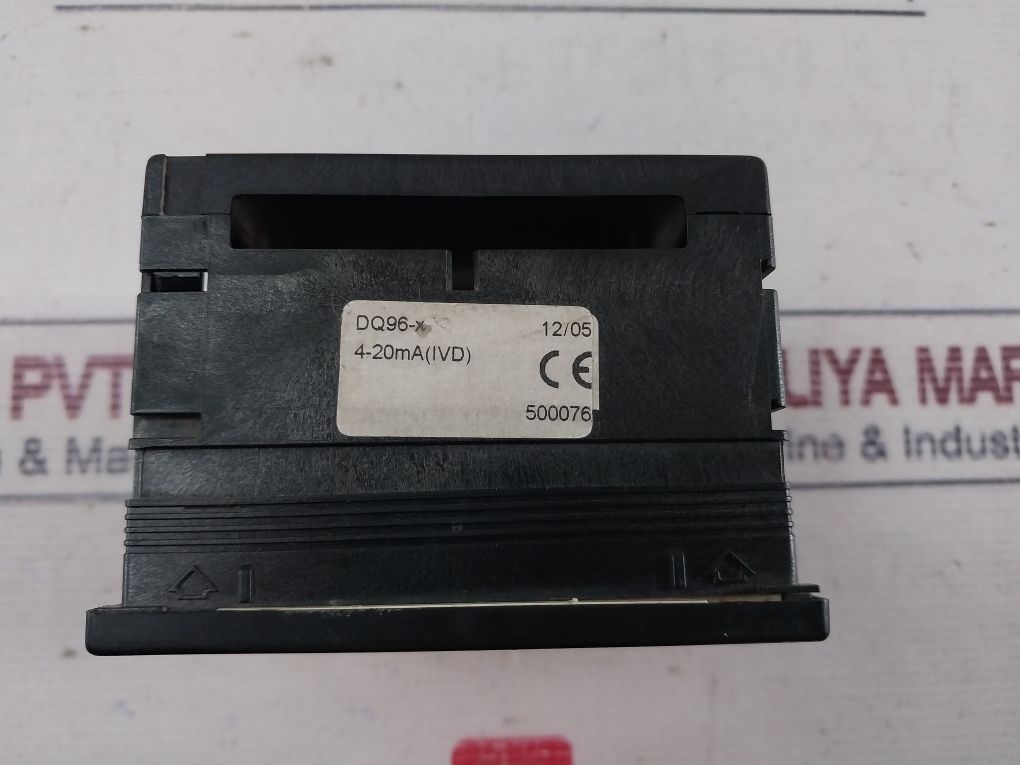 DQ96-x
12/05
4-20mA(IVD)
CE
500076
PVT
LIYA MAR
& Ma
ine & Indust